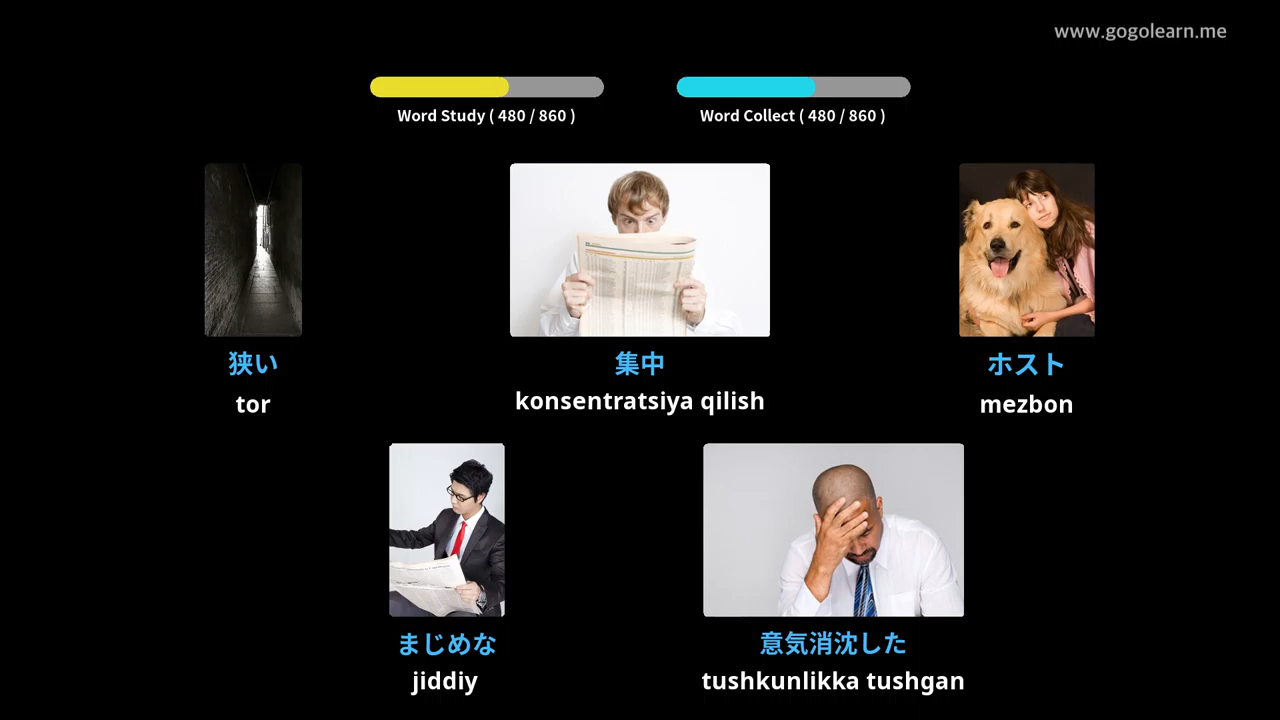 www.gogolearn.me
Word Study ( 480 / 860 )
Word Collect ( 480 / 860 )
狭い
tor
集中
konsentratsiya qilish
ホスト
mezbon
まじめな
jiddiy
意気消沈した
tushkunlikka tushgan